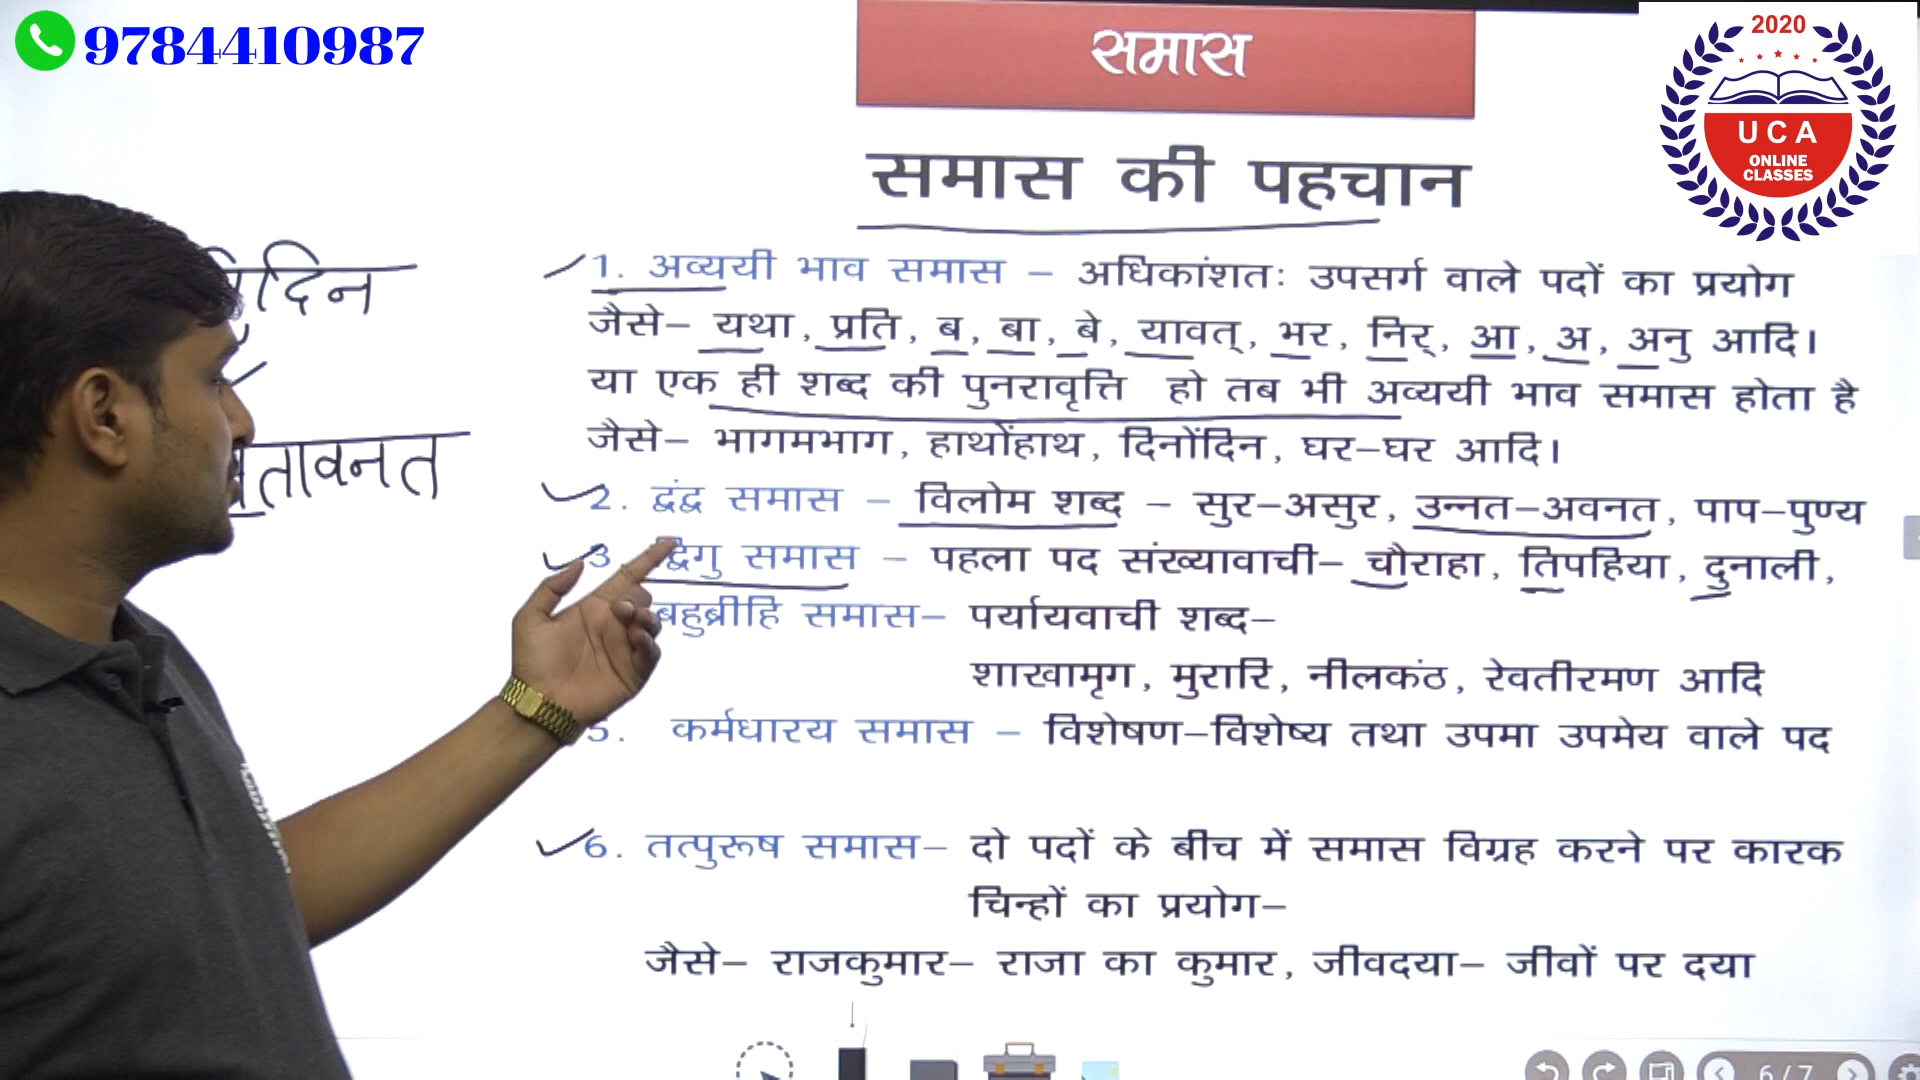 9784410987
समास
2020
UCA
ONLINE
CLASSES
समास की पहचान
1. अव्ययी भाव समास – अधिकांशतः उपसर्ग वाले पदों का प्रयोग
जैसे– यथा, प्रति, ब, बा, बे, यावत्, भर, निर्, आ, अ, अनु आदि।
या एक ही शब्द की पुनरावृत्ति हो तब भी अव्ययी भाव समास होता है
जैसे– भागमभाग, हाथोंहाथ, दिनोंदिन, घर–घर आदि।
2. द्वंद्व समास – विलोम शब्द – सुर–असुर, उन्नत–अवनत, पाप–पुण्य
3. द्विगु समास – पहला पद संख्यावाची– चौराहा, तिपहिया, दुनाली,
बहुब्रीहि समास– पर्यायवाची शब्द–
शाखामृग, मुरारि, नीलकंठ, रेवतीरमण आदि
5. कर्मधारय समास – विशेषण–विशेष्य तथा उपमा उपमेय वाले पद
6. तत्पुरूष समास– दो पदों के बीच में समास विग्रह करने पर कारक
चिन्हों का प्रयोग–
जैसे– राजकुमार– राजा का कुमार, जीवदया– जीवों पर दया
6/7